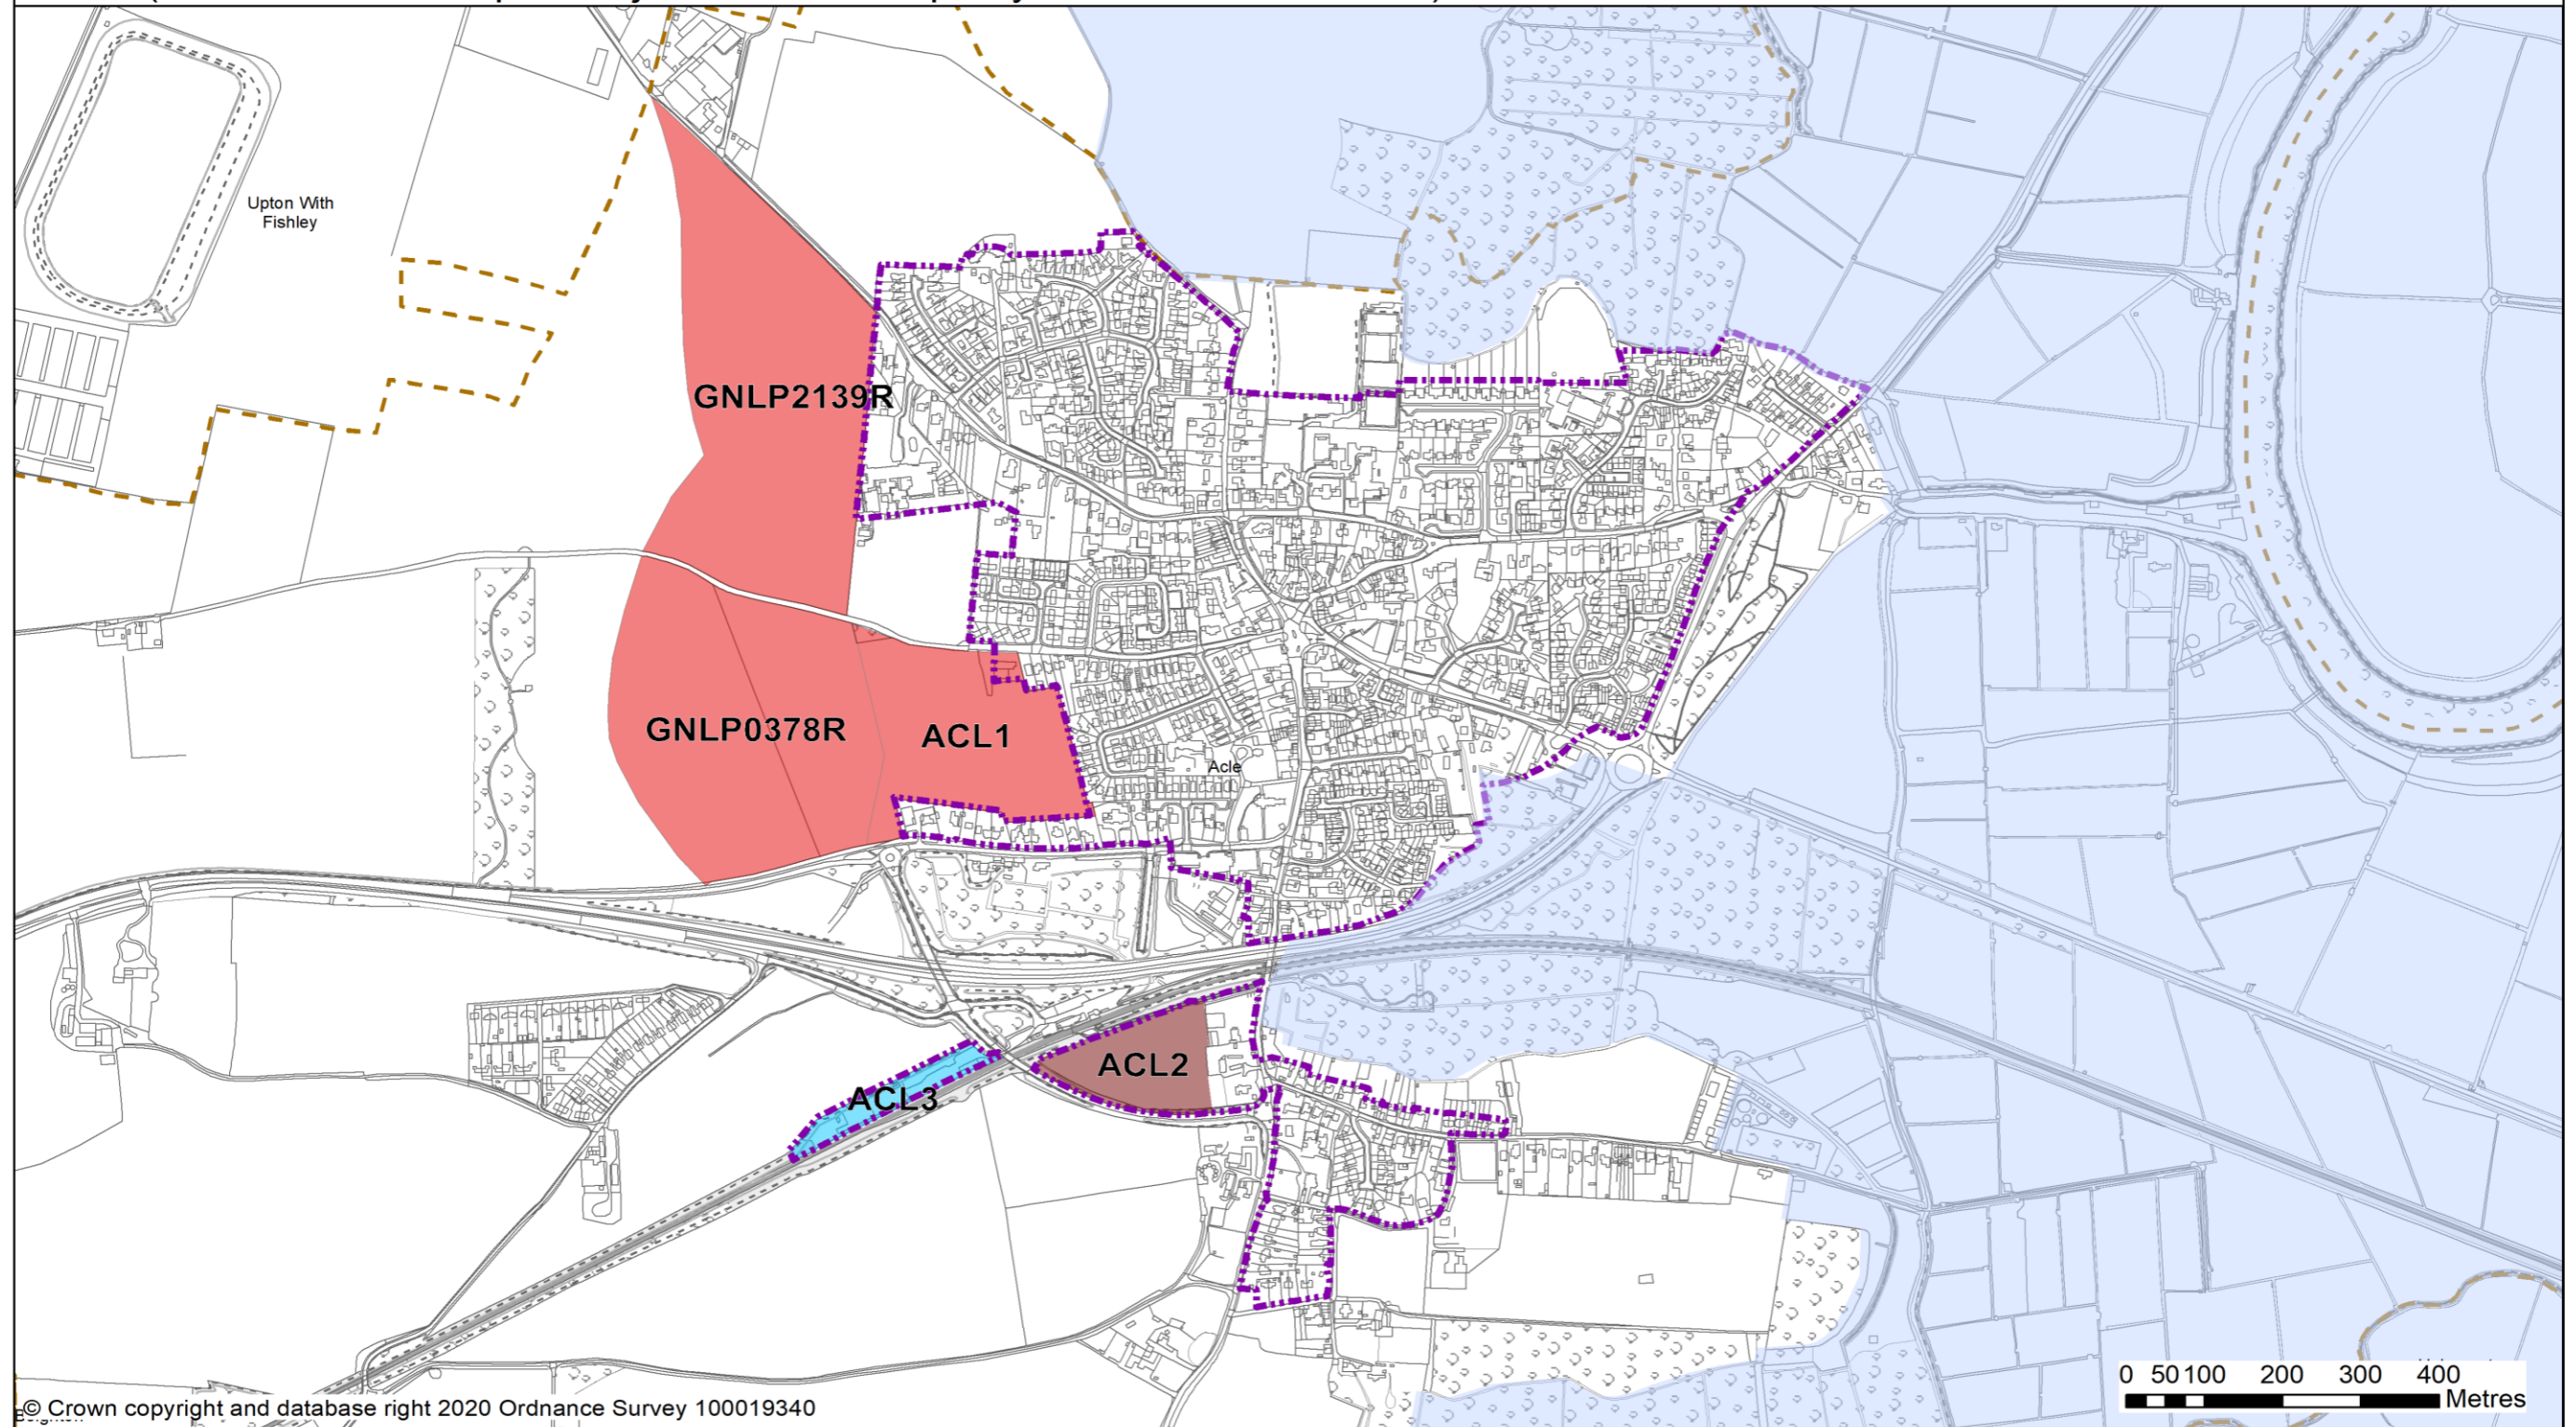 Upton With
Fishley
GNLP2139R
GNLP0378R
ACL1
Acle
ACL2
ACL3
0 50 100 200 300 400
Metres
© Crown copyright and database right 2020 Ordnance Survey 100019340